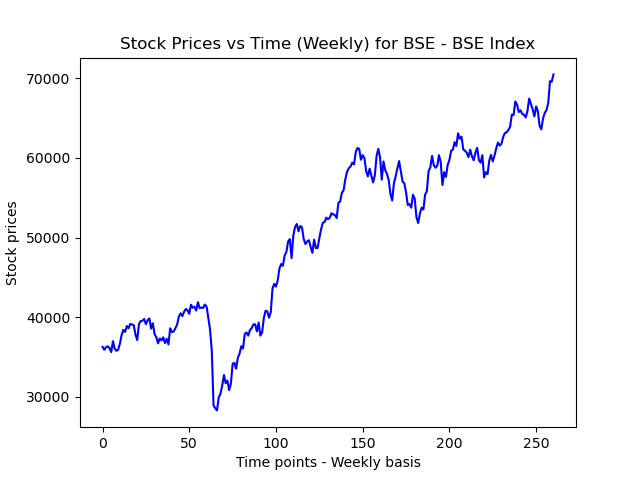 Stock Prices vs Time (Weekly) for BSE - BSE Index
70000
60000
50000
40000
30000
Stock prices
0 50 100 150 200 250
Time points - Weekly basis